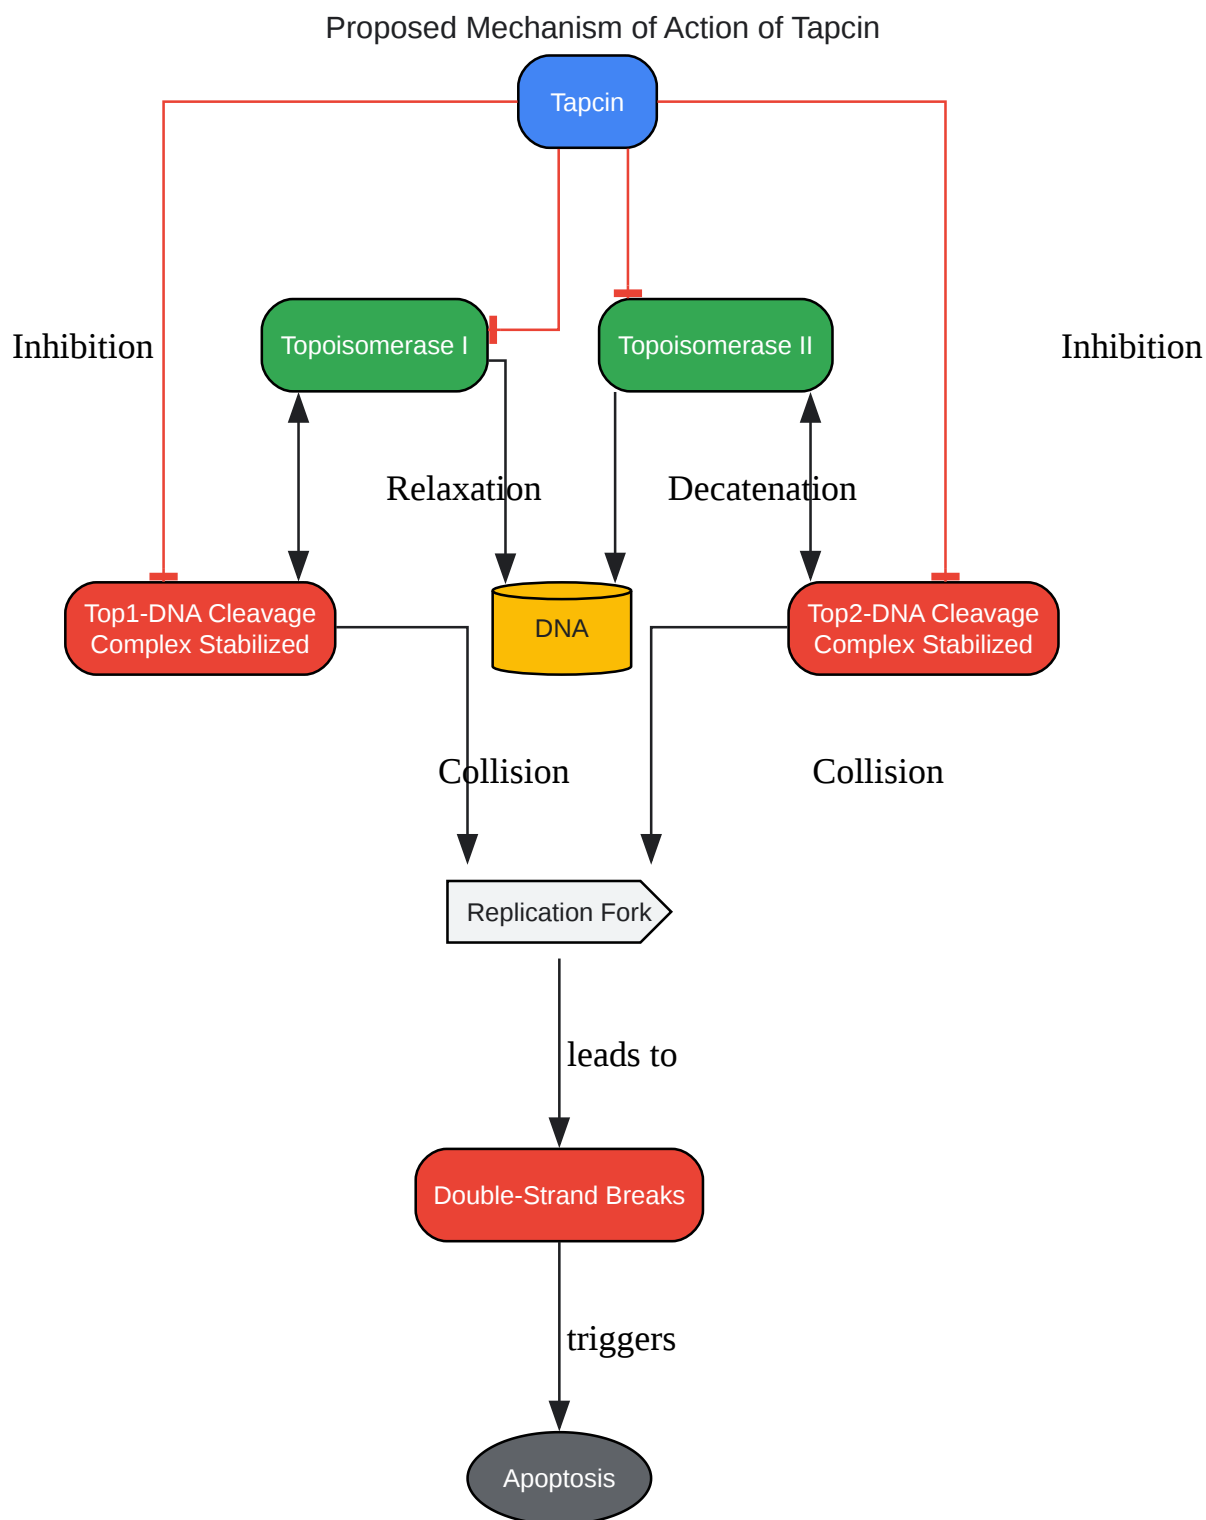 Proposed Mechanism of Action of Tapcin
Tapcin
Inhibition
Topoisomerase I
Topoisomerase II
Inhibition
Relaxation
Decatenation
Top1-DNA Cleavage
Complex Stabilized
DNA
Top2-DNA Cleavage
Complex Stabilized
Collision
Collision
Replication Fork
leads to
Double-Strand Breaks
triggers
Apoptosis